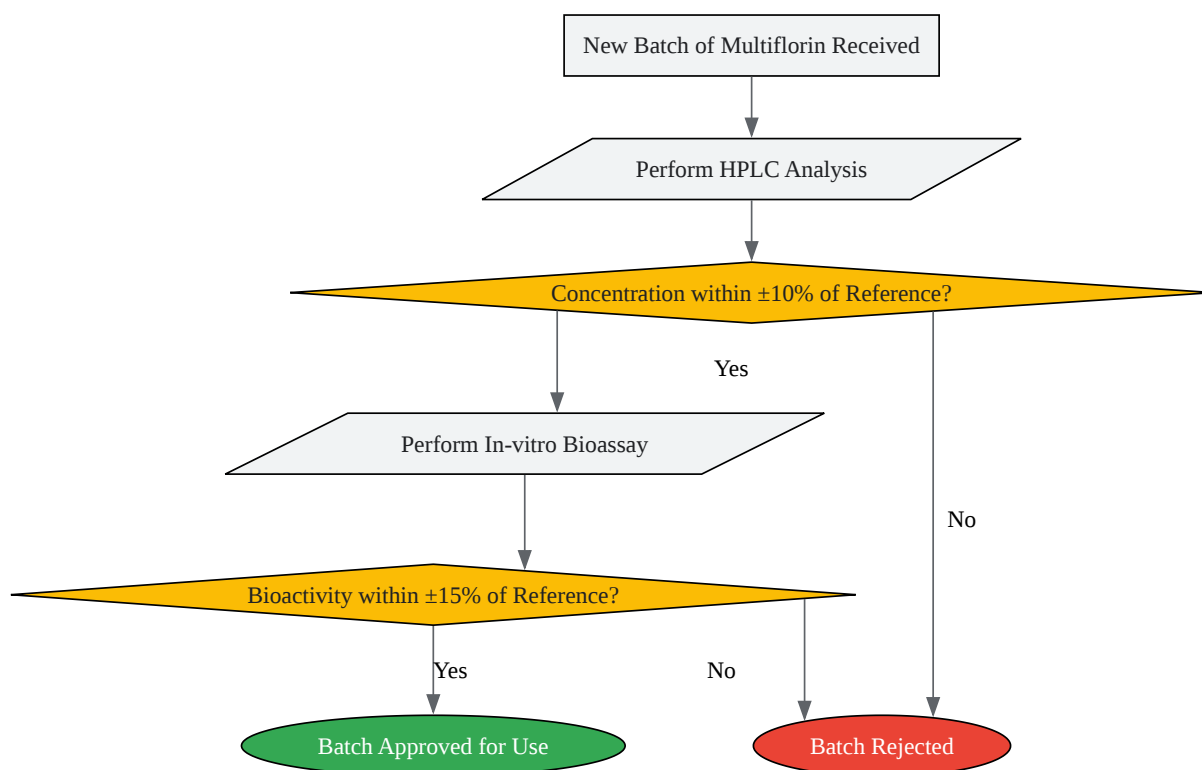 New Batch of Multiflorin Received
Perform HPLC Analysis
Concentration within ±10% of Reference?
Yes
Perform In-vitro Bioassay
No
Bioactivity within ±15% of Reference?
Yes
No
Batch Approved for Use
Batch Rejected